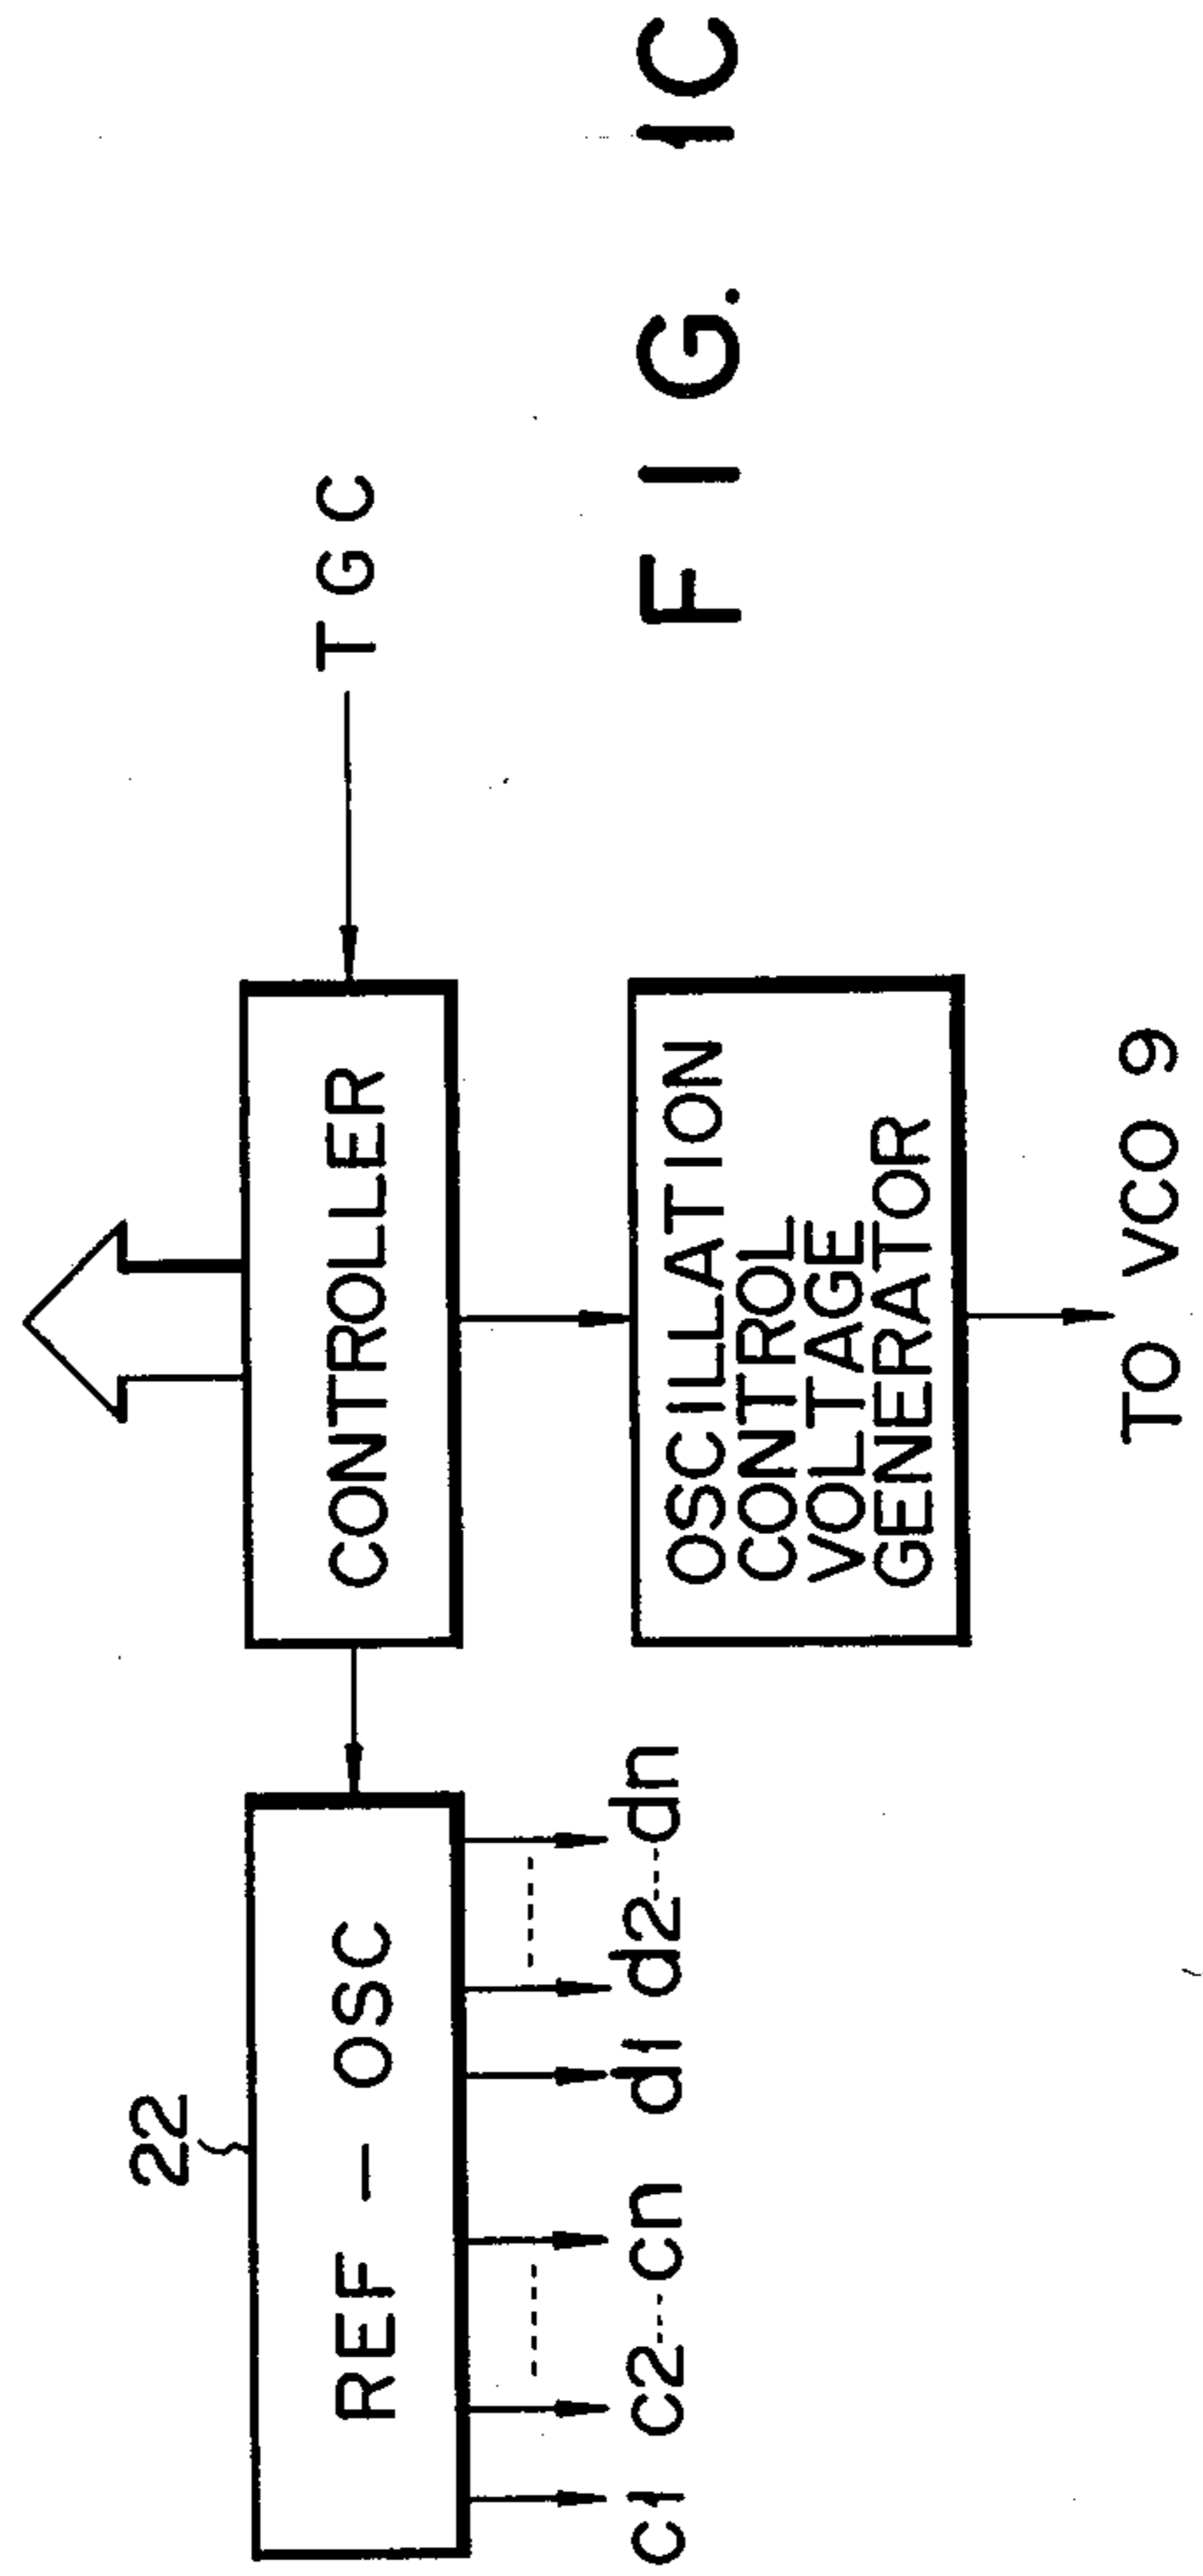 22
REF-OSC
CONTROLLER
TGC
c1 c2---cn d1 d2---dn
OSCILLATION
CONTROL
VOLTAGE
GENERATOR
TO VCO 9
FIG. 1C